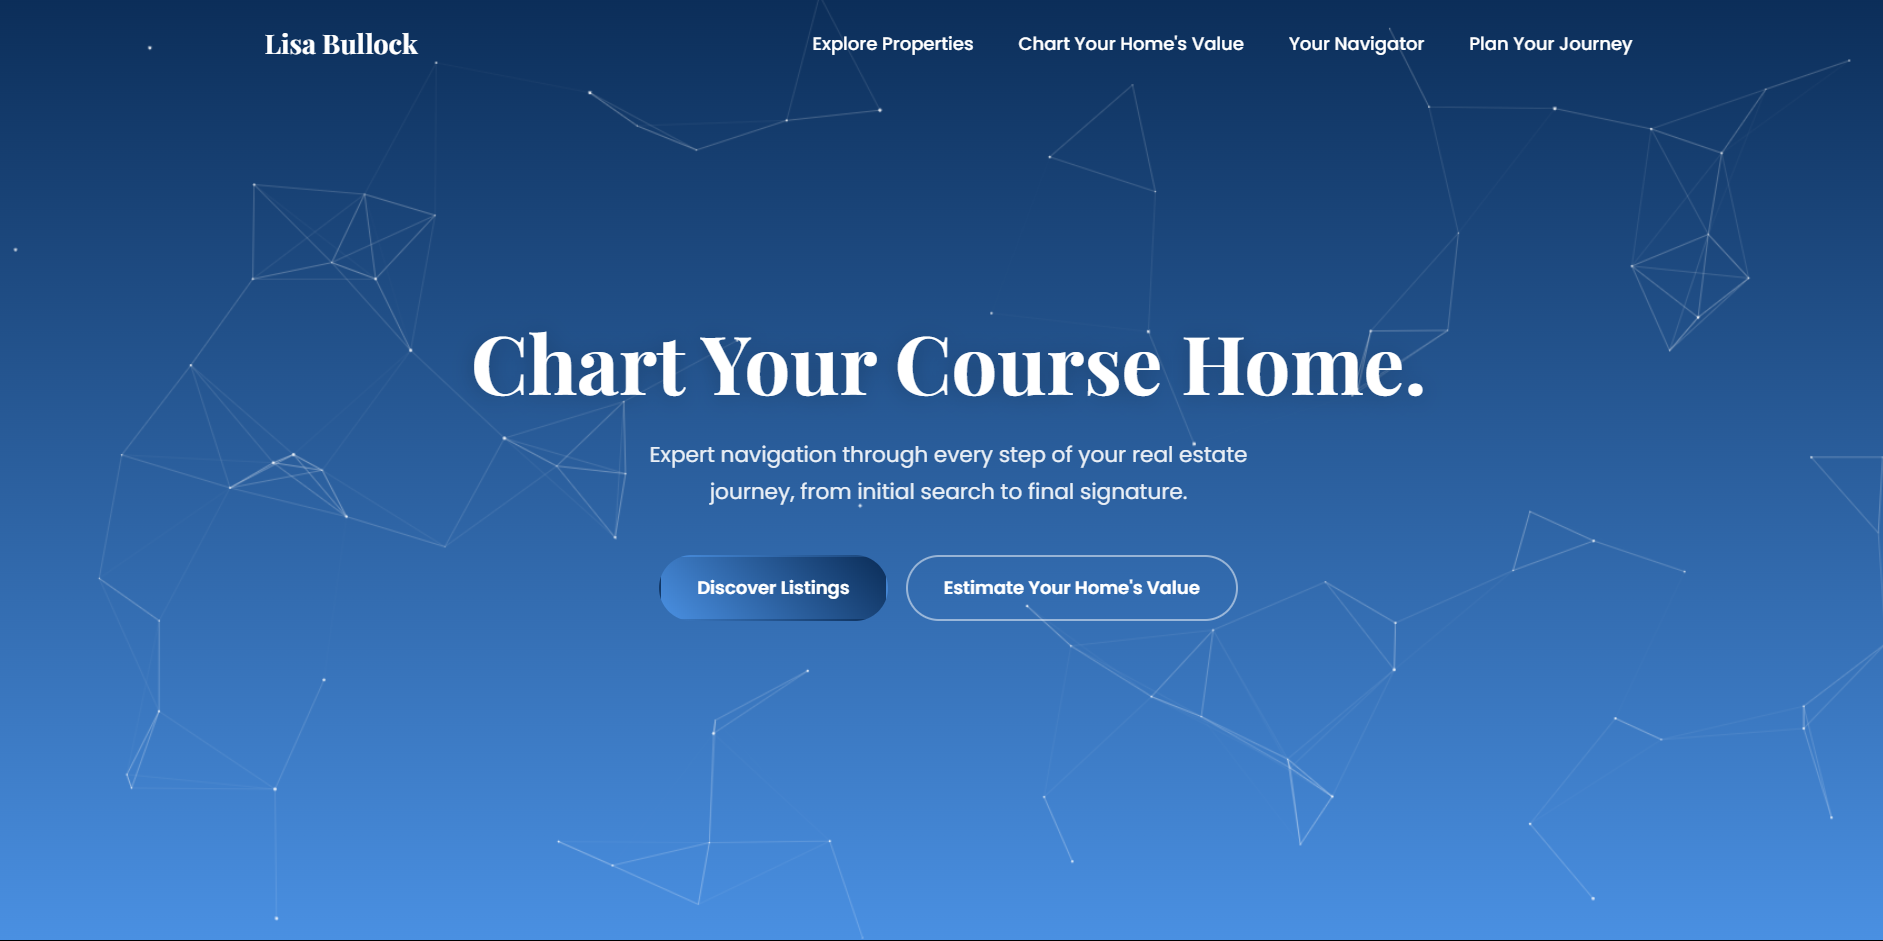 Lisa Bullock
Explore Properties
Chart Your Home's Value
Your Navigator
Plan Your Journey
Chart Your Course Home.
Expert navigation through every step of your real estate
journey, from initial search to final signature.
Discover Listings
Estimate Your Home's Value